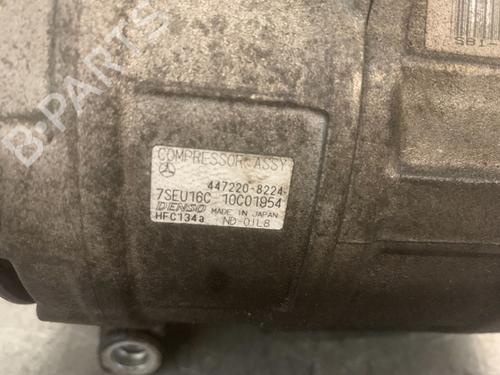 B-PARTS
COMPRESSOR ASSY
447220-8224
7SEU16C 10C01954
DENSO MADE IN JAPAN
HFC134a ND-OIL8